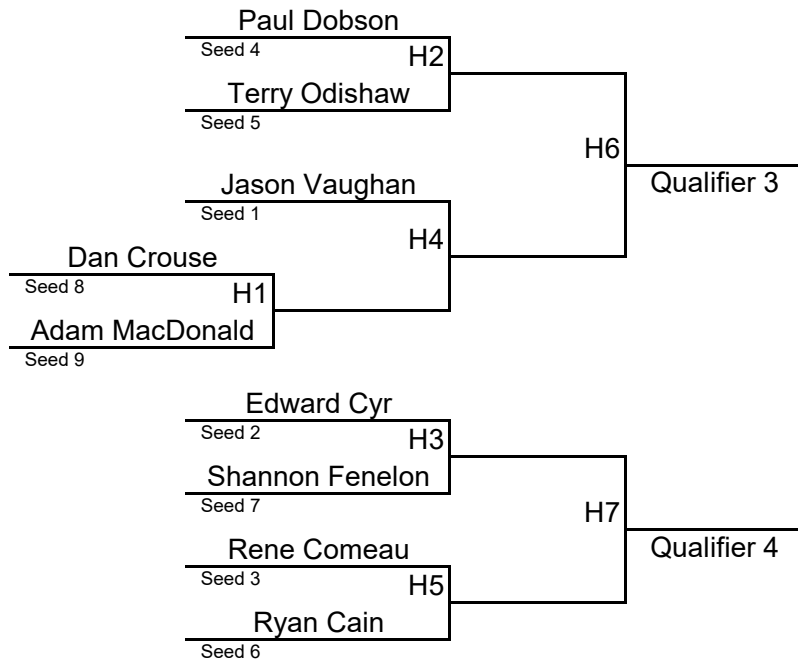 Paul Dobson
Seed 4
H2
Terry Odishaw
Seed 5
H6
Qualifier 3
Jason Vaughan
Seed 1
H4
Dan Crouse
Seed 8
H1
Adam MacDonald
Seed 9
Edward Cyr
Seed 2
H3
Shannon Fenelon
Seed 7
H7
Qualifier 4
Rene Comeau
Seed 3
H5
Ryan Cain
Seed 6